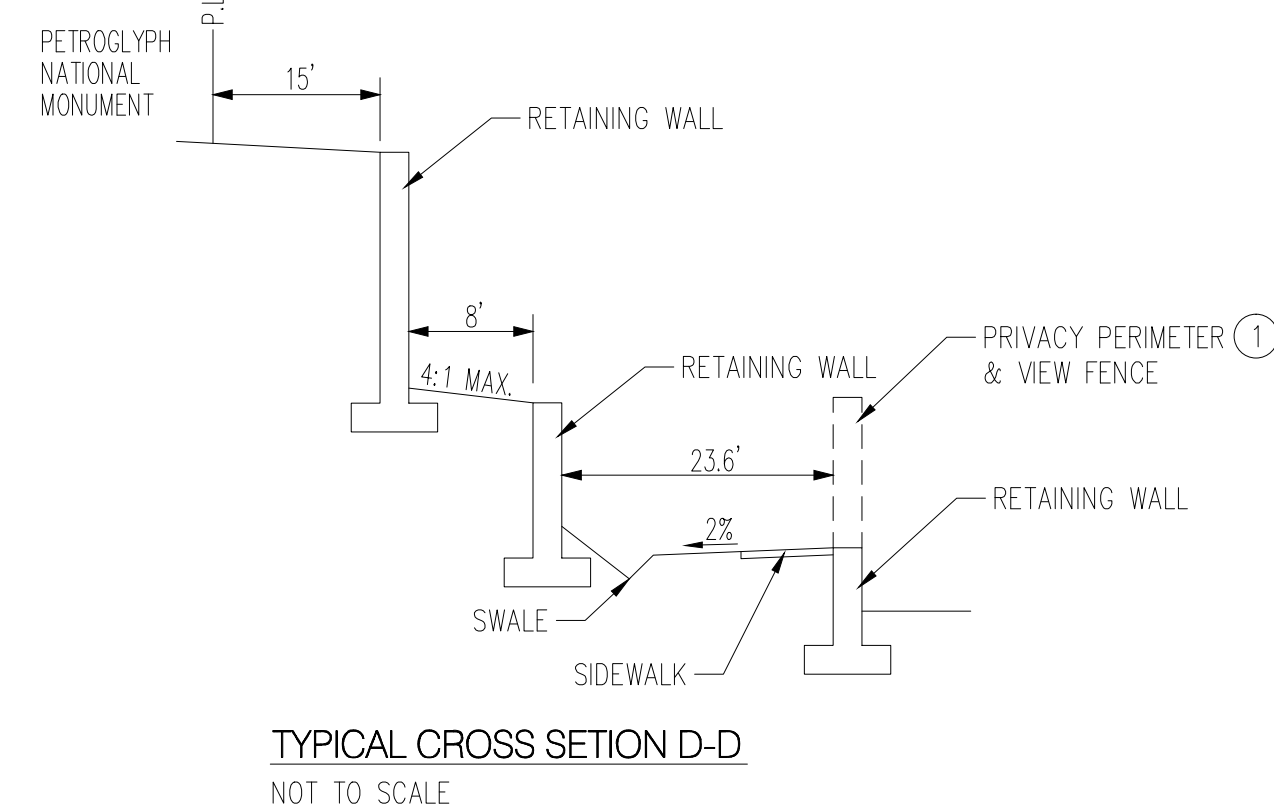 P.L
PETROGLYPH
NATIONAL
MONUMENT
15'
RETAINING WALL
8'
4:1 MAX.
RETAINING WALL
PRIVACY PERIMETER 1
& VIEW FENCE
23.6'
RETAINING WALL
2%
SWALE
SIDEWALK
TYPICAL CROSS SETION D-D
NOT TO SCALE